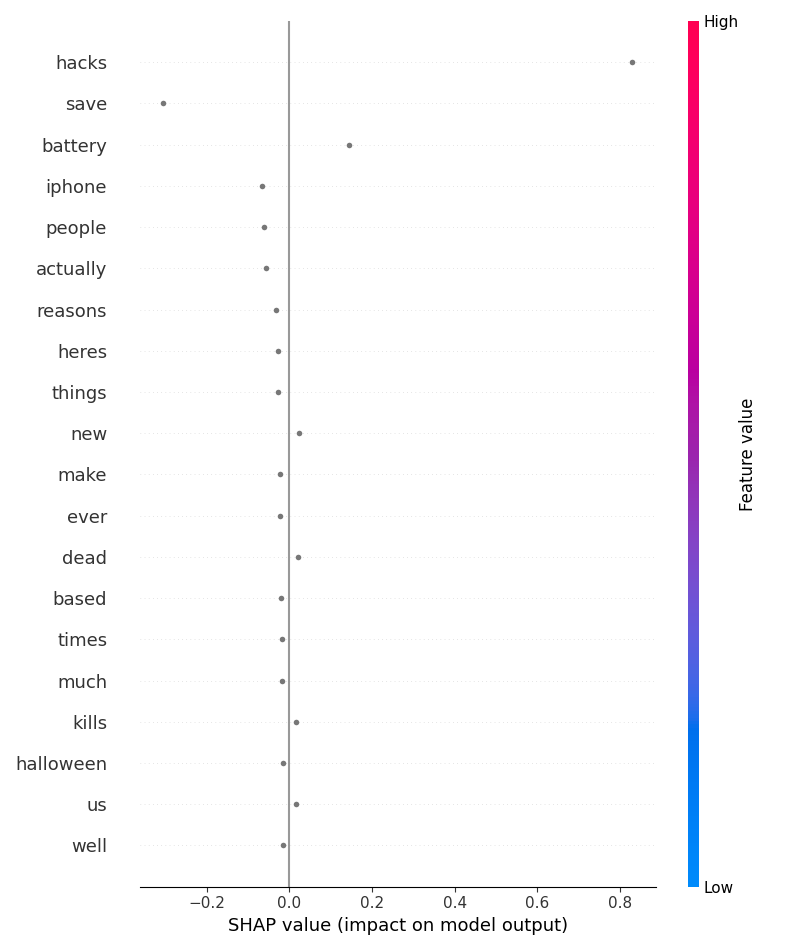 High
hacks
save
battery
iphone
people
actually
reasons
heres
things
new
make
ever
dead
based
times
much
kills
halloween
us
well
Feature value
Low
−0.2 0.0 0.2 0.4 0.6 0.8
SHAP value (impact on model output)